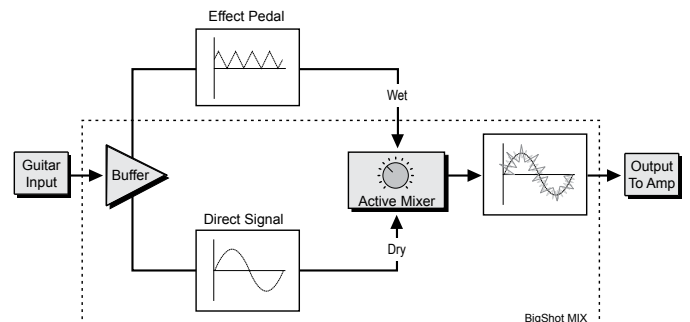 Effect Pedal
Wet
Guitar
Input
Buffer
Active Mixer
Output
To Amp
Direct Signal
Dry
BigShot MIX